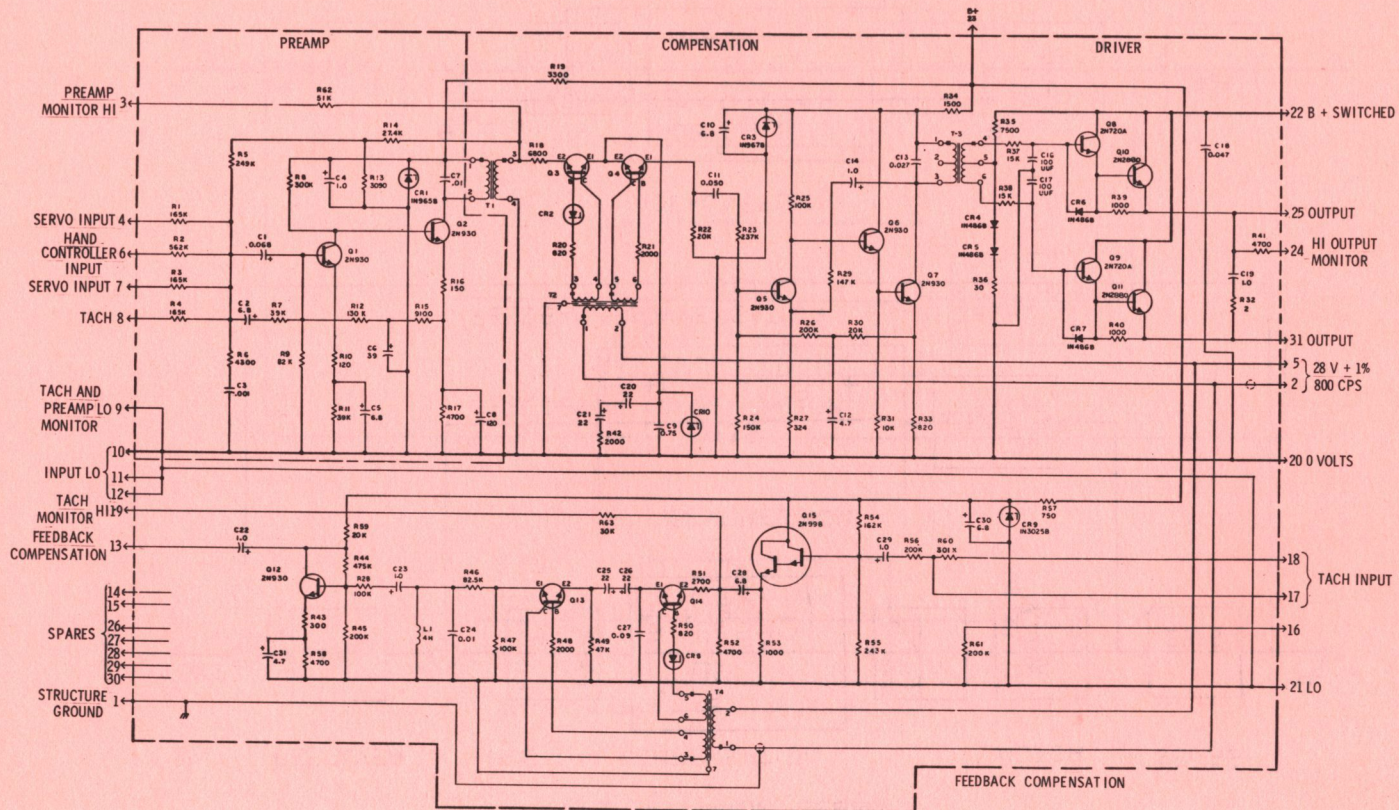 B+
23
PREAMP
COMPENSATION
DRIVER
PREAMP
MONITOR HI 3
R62
51K
R19
3300
R14
27.4K
R5
249K
R8
300K
C4
1.0
R13
3090
CR1
1N965B
C7
.01
T1
R18
6800
Q3
Q4
E2
E1
E2
E1
C10
6.8
CR3
1N967B
R34
1500
R35
7500
T-3
C13
0.027
C14
1.0
R37
15K
C16
100
UUF
C17
100
UUF
R38
15K
Q8
2N720A
Q10
2N2880
C18
0.047
22 B + SWITCHED
SERVO INPUT 4
R1
165K
HAND
CONTROLLER 6
INPUT
R2
562K
C1
0.068
Q1
2N930
Q2
2N930
CR2
R20
820
R21
2000
C11
0.050
R22
20K
R23
237K
R25
100K
Q6
2N930
CR4
1N4868
CR6
1N4868
R39
1000
25 OUTPUT
R41
4700
24 HI OUTPUT
MONITOR
SERVO INPUT 7
R3
165K
R16
150
T2
R29
147K
Q5
2N930
Q7
2N930
CR5
1N4868
R36
30
Q9
2N720A
Q11
2N2880
C19
1.0
R32
2
TACH 8
R4
165K
C2
6.8
R7
39K
R12
130K
R15
9100
R26
200K
R30
20K
CR7
1N4868
R40
1000
31 OUTPUT
R6
4300
R9
82K
R10
120
C6
39
5
2
28 V ± 1%
800 CPS
C3
.001
TACH AND
PREAMP LO 9
MONITOR
R11
39K
C5
6.8
R17
4700
C8
120
C20
22
C21
22
R42
2000
C9
0.75
CR10
R24
150K
R27
324
C12
4.7
R31
10K
R33
820
10
INPUT LO
11
12
20 0 VOLTS
TACH
MONITOR HI 19
R63
30K
R59
20K
Q15
2N998
R54
162K
C30
6.8
CR9
1N3025B
R57
750
FEEDBACK
COMPENSATION
13
C22
1.0
R44
475K
C29
1.0
R56
200K
R60
301K
18
TACH INPUT
17
Q12
2N930
R28
100K
C23
1.0
R46
82.5K
E1
E2
Q13
C25
22
C26
22
E1
E2
Q14
R51
2700
C28
6.8
14
15
SPARES
26
27
28
29
30
R43
300
R45
200K
L1
4H
C24
0.01
R47
100K
R48
2000
R49
47K
C27
0.09
R50
820
CR8
R52
4700
R53
1000
R55
243K
R61
200K
16
C31
4.7
R58
4700
21 LO
STRUCTURE
GROUND 1
T4
FEEDBACK COMPENSATION